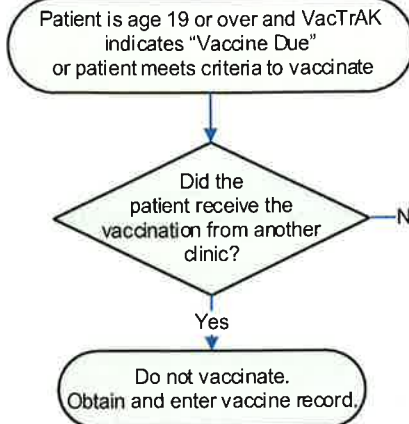 Patient is age 19 or over and VacTrAK
indicates “Vaccine Due”
or patient meets criteria to vaccinate
Did the
patient receive the
vaccination from another
clinic?
Yes
Do not vaccinate.
Obtain and enter vaccine record.